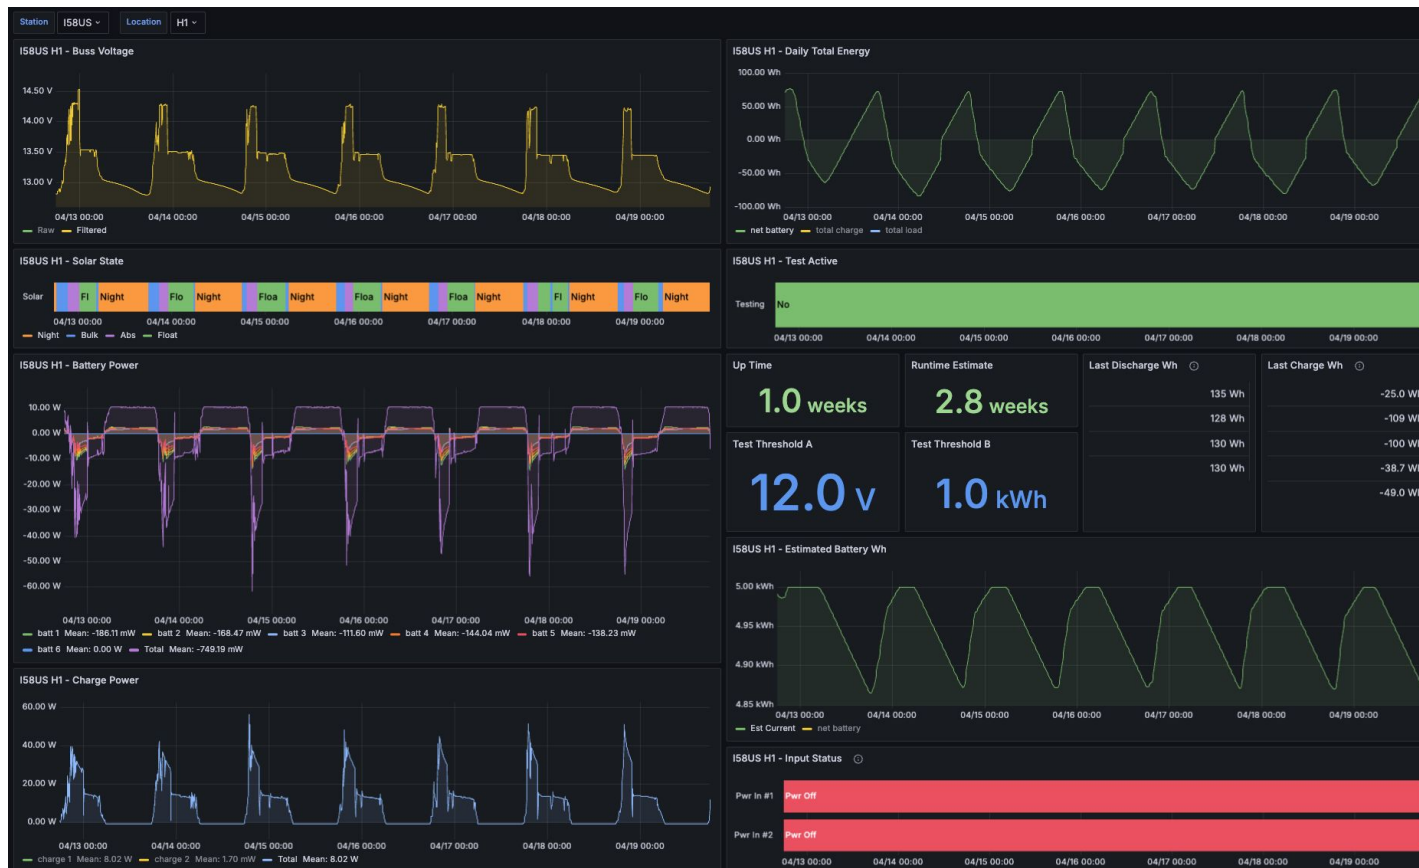 Station I58US Location H1
I58US H1 - Buss Voltage
14.50 V
14.00 V
13.50 V
13.00 V
04/13 00:00 04/14 00:00 04/15 00:00 04/16 00:00 04/17 00:00 04/18 00:00 04/19 00:00
Raw Filtered
I58US H1 - Daily Total Energy
100.00 Wh
50.00 Wh
0.00 Wh
-50.00 Wh
-100.00 Wh
04/13 00:00 04/14 00:00 04/15 00:00 04/16 00:00 04/17 00:00 04/18 00:00 04/19 00:00
net battery total charge total load
I58US H1 - Solar State
Solar Fl Night Flo Night Floa Night Floa Night Floa Night Fl Night Flo Night
04/13 00:00 04/14 00:00 04/15 00:00 04/16 00:00 04/17 00:00 04/18 00:00 04/19 00:00
Night Bulk Abs Float
I58US H1 - Test Active
Testing No
04/13 00:00 04/14 00:00 04/15 00:00 04/16 00:00 04/17 00:00 04/18 00:00 04/19 00:00
I58US H1 - Battery Power
10.00 W
0.00 W
-10.00 W
-20.00 W
-30.00 W
-40.00 W
-50.00 W
-60.00 W
04/13 00:00 04/14 00:00 04/15 00:00 04/16 00:00 04/17 00:00 04/18 00:00 04/19 00:00
batt 1 Mean: -186.11 mW batt 2 Mean: -168.47 mW batt 3 Mean: -111.60 mW batt 4 Mean: -144.04 mW batt 5 Mean: -138.23 mW
batt 6 Mean: 0.00 W Total Mean: -749.19 mW
Up Time
1.0 weeks
Runtime Estimate
2.8 weeks
Test Threshold A
12.0 V
Test Threshold B
1.0 kWh
Last Discharge Wh
135 Wh
128 Wh
130 Wh
130 Wh
Last Charge Wh
-25.0 Wh
-109 Wh
-100 Wh
-38.7 Wh
-49.0 Wh
I58US H1 - Estimated Battery Wh
5.00 kWh
4.95 kWh
4.90 kWh
4.85 kWh
04/13 00:00 04/14 00:00 04/15 00:00 04/16 00:00 04/17 00:00 04/18 00:00 04/19 00:00
Est Current net battery
I58US H1 - Charge Power
60.00 W
40.00 W
20.00 W
0.00 W
04/13 00:00 04/14 00:00 04/15 00:00 04/16 00:00 04/17 00:00 04/18 00:00 04/19 00:00
charge 1 Mean: 8.02 W charge 2 Mean: 1.70 mW Total Mean: 8.02 W
I58US H1 - Input Status
Pwr In #1 Pwr Off
Pwr In #2 Pwr Off
04/13 00:00 04/14 00:00 04/15 00:00 04/16 00:00 04/17 00:00 04/18 00:00 04/19 00:00